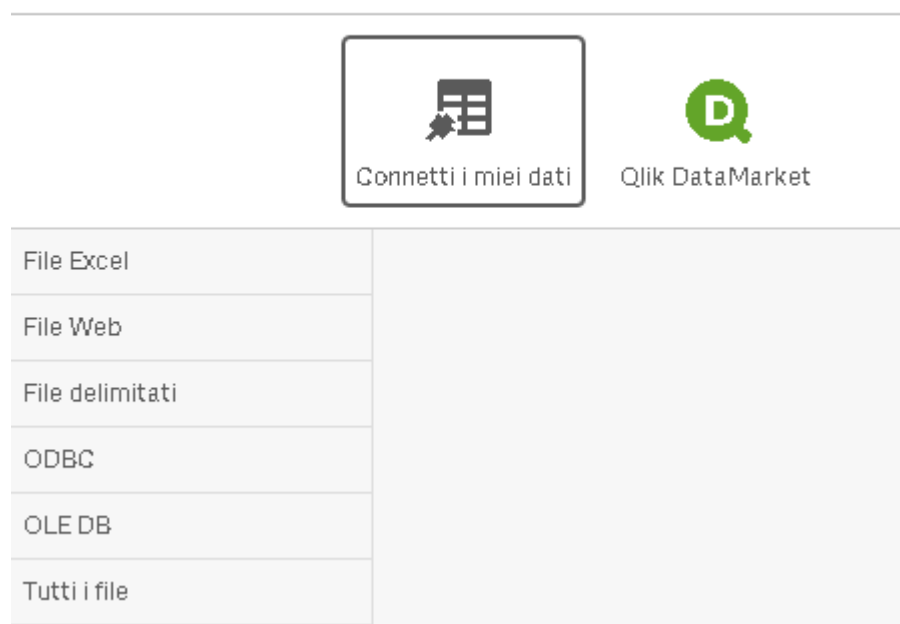 Connetti i miei dati
Qlik DataMarket
File Excel
File Web
File delimitati
ODBC
OLE DB
Tutti i file